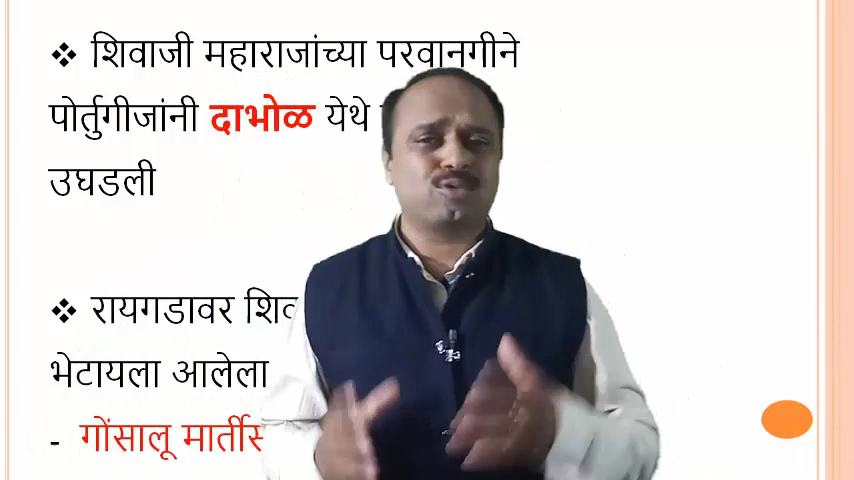 ❖ शिवाजी महाराजांच्या परवानगीने
पोर्तुगीजांनी दाभोळ येथे
उघडली
❖ रायगडावर
भेटायला आलेला
- गोंसालू